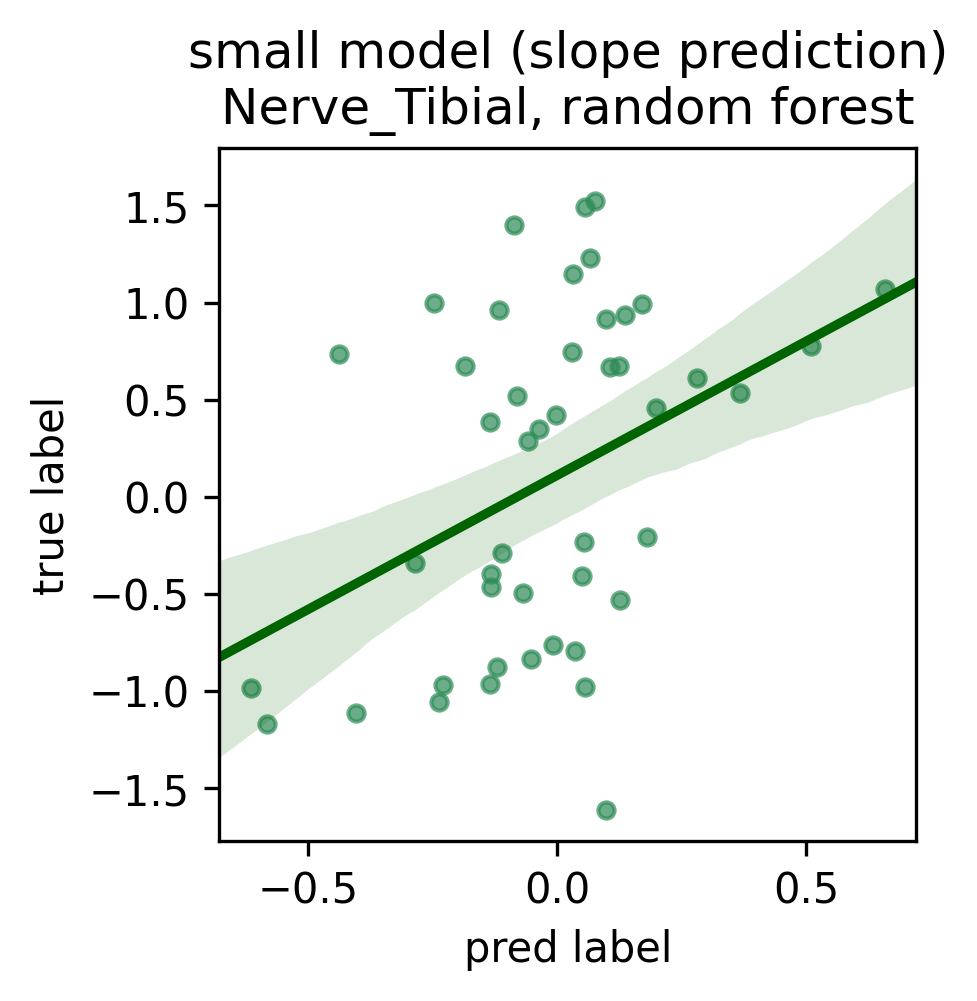 small model (slope prediction)
Nerve_Tibial, random forest
1.5
1.0
0.5
0.0
−0.5
−1.0
−1.5
true label
−0.5
0.0
0.5
pred label